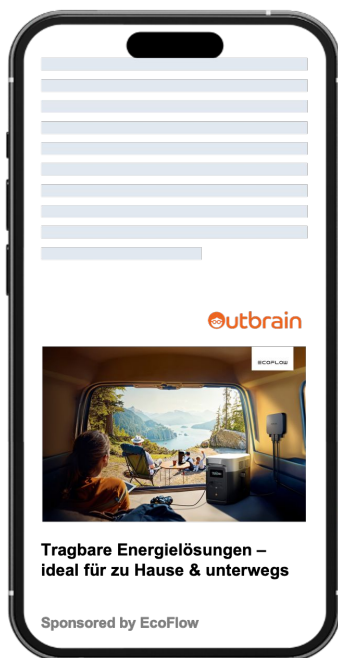 Outbrain
ECOFLOW
Tragbare Energielösungen –
ideal für zu Hause & unterwegs
Sponsored by EcoFlow